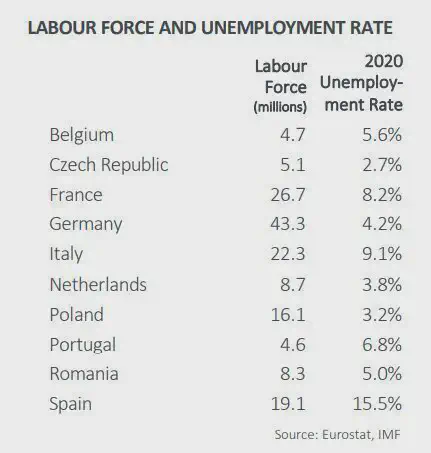 LABOUR FORCE AND UNEMPLOYMENT RATE
Labour Force (millions) 2020 Unemploy-ment Rate
Belgium 4.7 5.6%
Czech Republic 5.1 2.7%
France 26.7 8.2%
Germany 43.3 4.2%
Italy 22.3 9.1%
Netherlands 8.7 3.8%
Poland 16.1 3.2%
Portugal 4.6 6.8%
Romania 8.3 5.0%
Spain 19.1 15.5%
Source: Eurostat, IMF